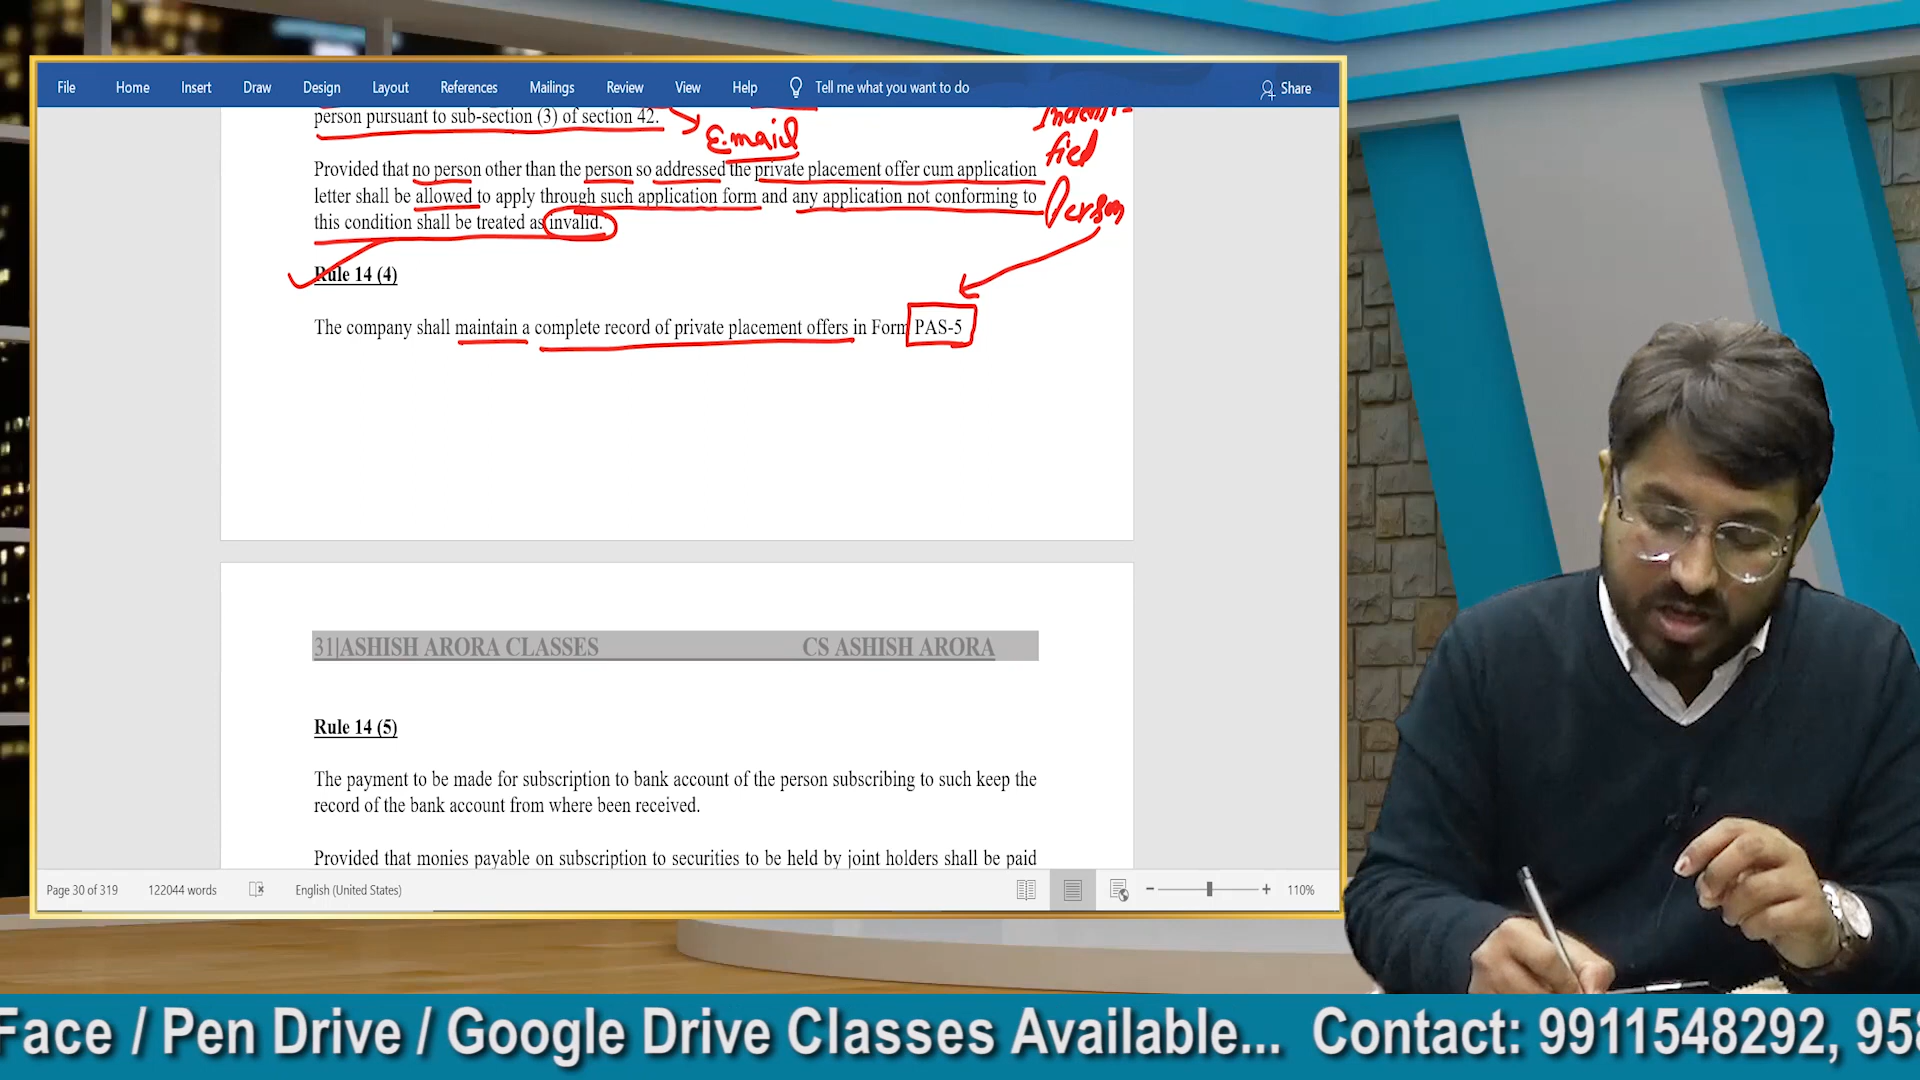 File Home Insert Draw Design Layout References Mailings Review View Help Tell me what you want to do Share
person pursuant to sub-section (3) of section 42.
E.mail
Provided that no person other than the person so addressed the private placement offer cum application
letter shall be allowed to apply through such application form and any application not conforming to
this condition shall be treated as invalid.
Indenti-
fied
Person
Rule 14 (4)
The company shall maintain a complete record of private placement offers in Form PAS-5
31|ASHISH ARORA CLASSES CS ASHISH ARORA
Rule 14 (5)
The payment to be made for subscription to bank account of the person subscribing to such keep the
record of the bank account from where been received.
Provided that monies payable on subscription to securities to be held by joint holders shall be paid
Page 30 of 319 122044 words English (United States) 110%
Face / Pen Drive / Google Drive Classes Available... Contact: 9911548292, 958